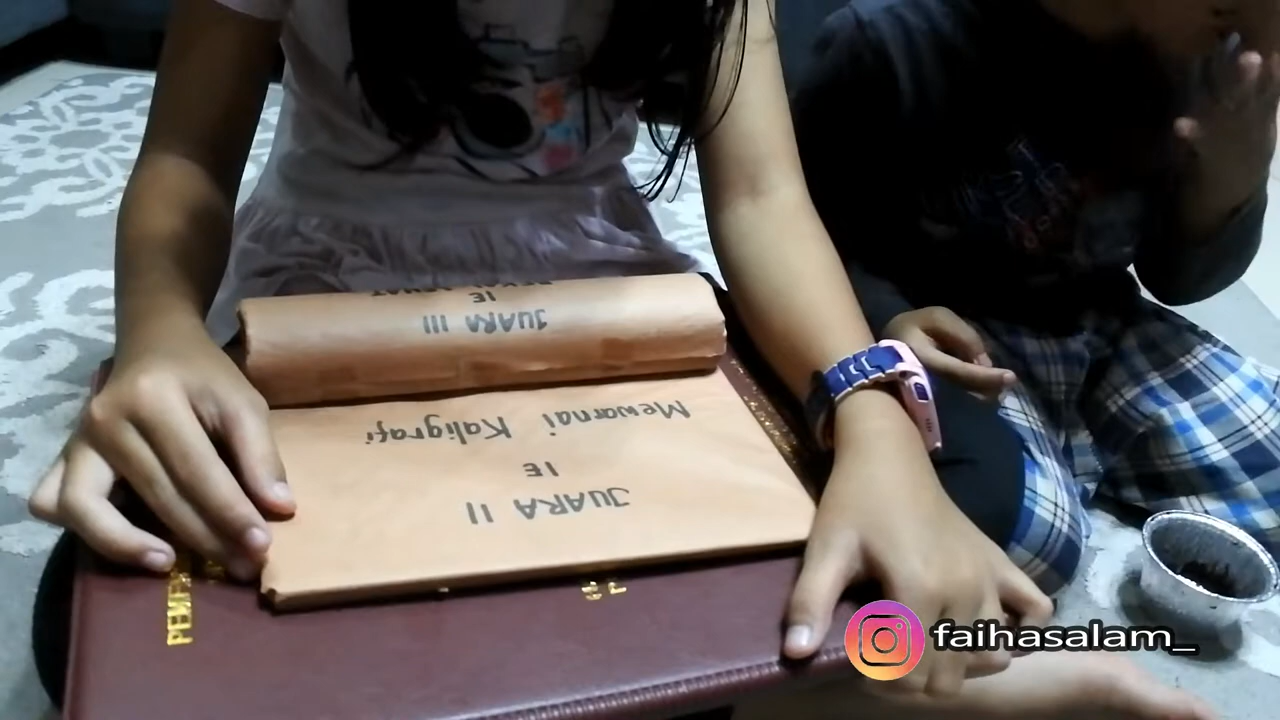 JUARA III
IE
JUARA II
IE
Mewarnai Kaligrafi
faihasalam_